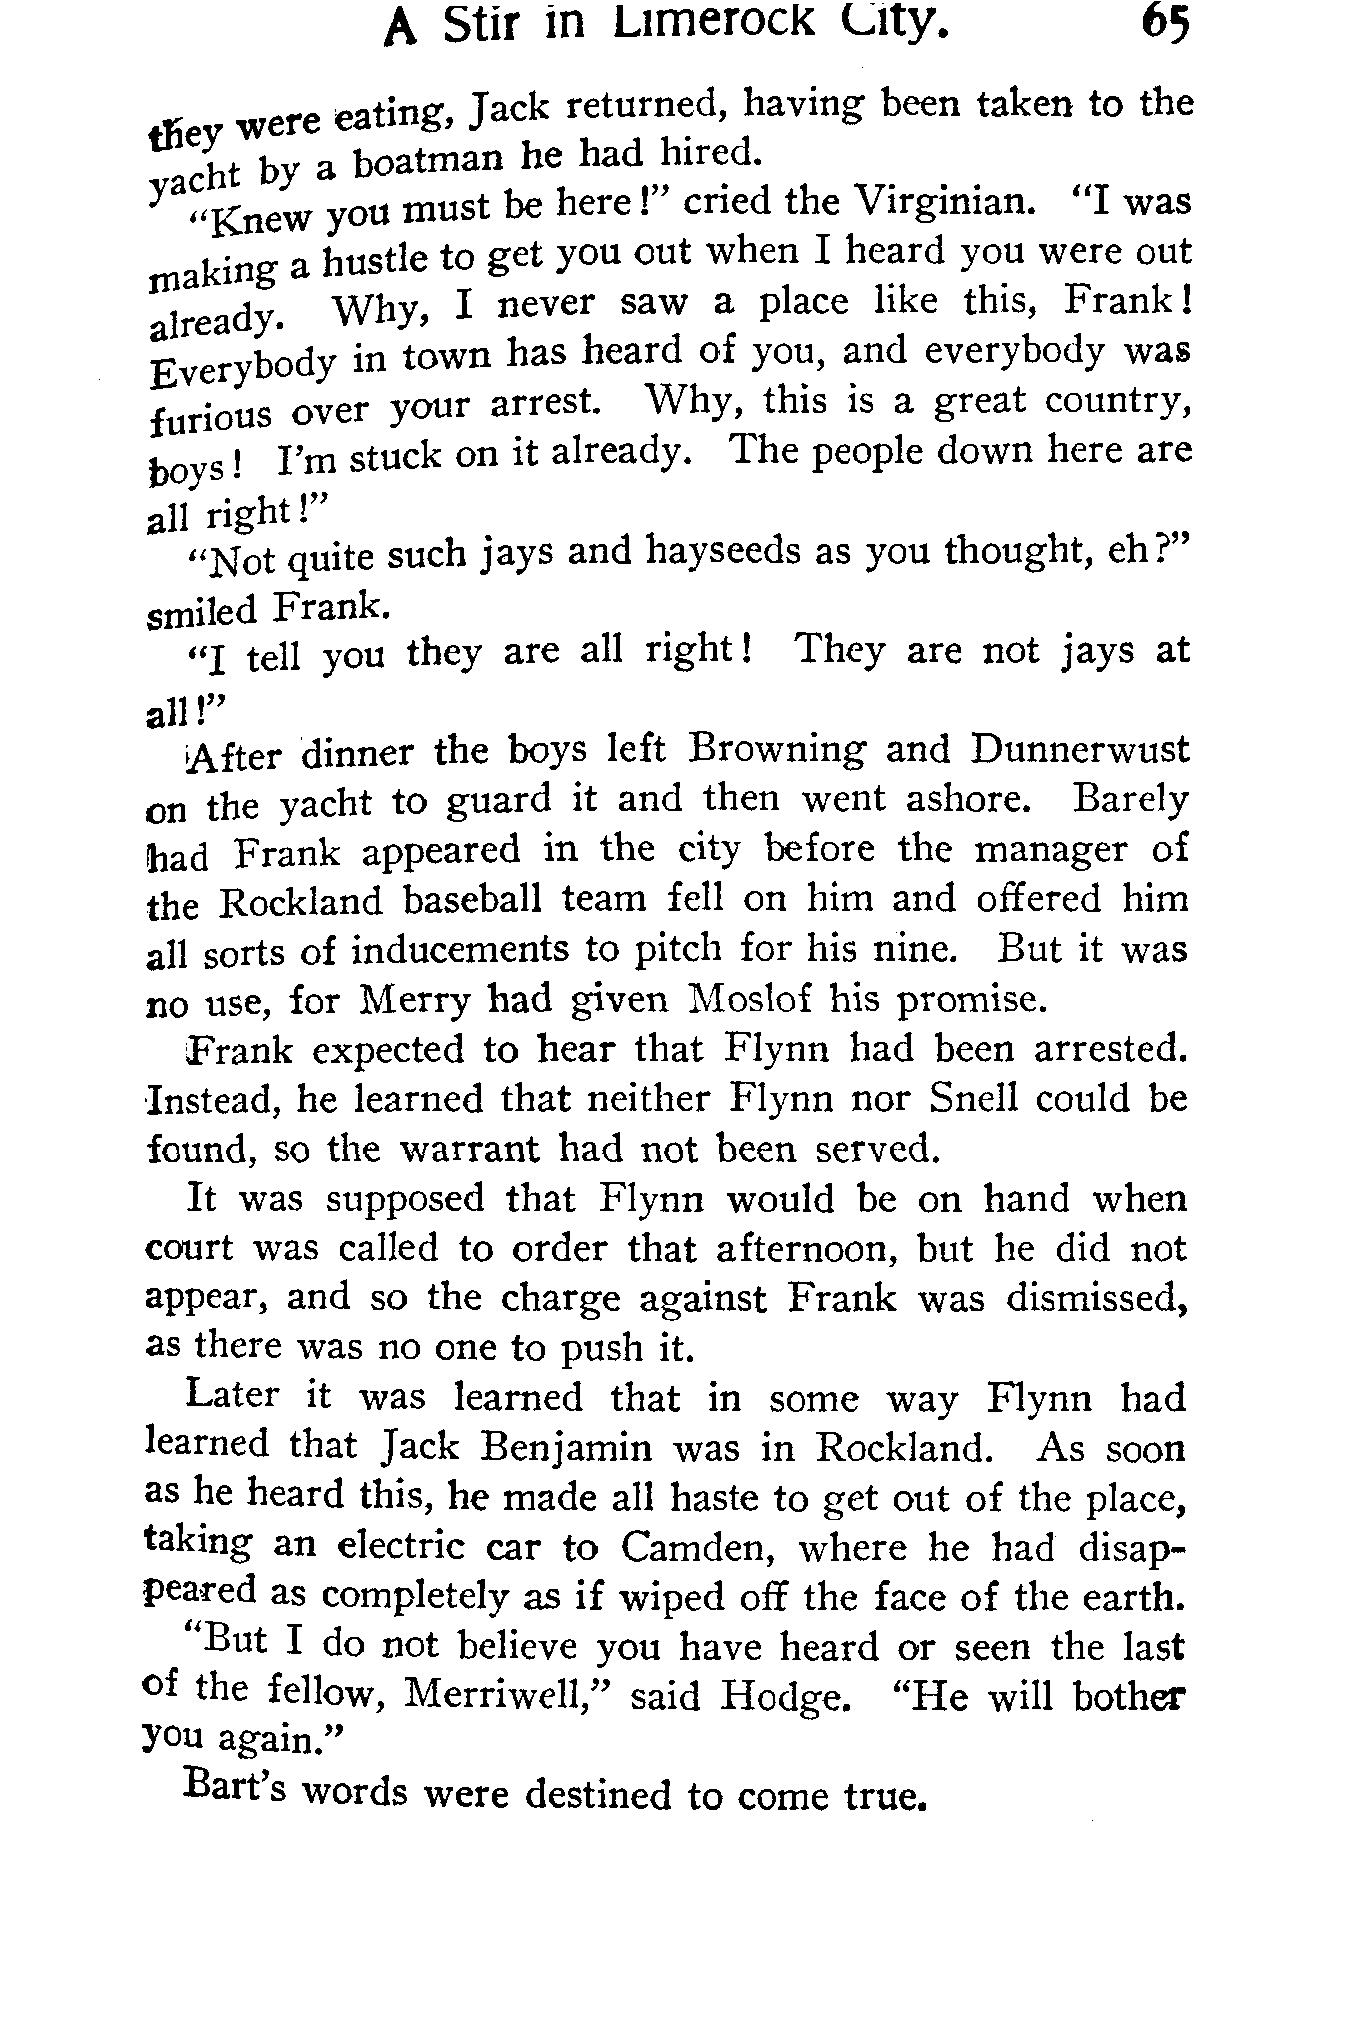 A Stir in Limerock City. 65
they were eating, Jack returned, having been taken to the
yacht by a boatman he had hired.
“Knew you must be here!” cried the Virginian. “I was
making a hustle to get you out when I heard you were out
already. Why, I never saw a place like this, Frank!
Everybody in town has heard of you, and everybody was
furious over your arrest. Why, this is a great country,
boys! I’m stuck on it already. The people down here are
all right!”
“Not quite such jays and hayseeds as you thought, eh?”
smiled Frank.
“I tell you they are all right! They are not jays at
all!”
After dinner the boys left Browning and Dunnerwust
on the yacht to guard it and then went ashore. Barely
had Frank appeared in the city before the manager of
the Rockland baseball team fell on him and offered him
all sorts of inducements to pitch for his nine. But it was
no use, for Merry had given Moslof his promise.
Frank expected to hear that Flynn had been arrested.
Instead, he learned that neither Flynn nor Snell could be
found, so the warrant had not been served.
It was supposed that Flynn would be on hand when
court was called to order that afternoon, but he did not
appear, and so the charge against Frank was dismissed,
as there was no one to push it.
Later it was learned that in some way Flynn had
learned that Jack Benjamin was in Rockland. As soon
as he heard this, he made all haste to get out of the place,
taking an electric car to Camden, where he had disap-
peared as completely as if wiped off the face of the earth.
“But I do not believe you have heard or seen the last
of the fellow, Merriwell,” said Hodge. “He will bother
you again.”
Bart’s words were destined to come true.